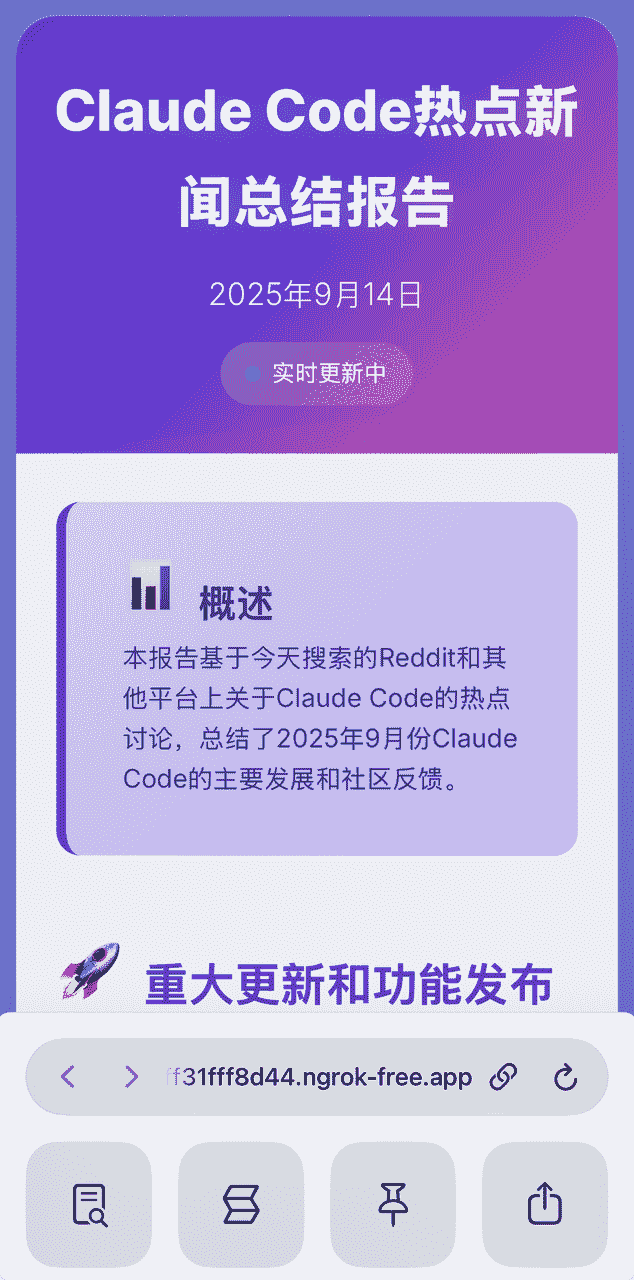 Claude Code热点新
闻总结报告
2025年9月14日
实时更新中
概述
本报告基于今天搜索的Reddit和其
他平台上关于Claude Code的热点
讨论，总结了2025年9月份Claude
Code的主要发展和社区反馈。
重大更新和功能发布
ff31fff8d44.ngrok-free.app